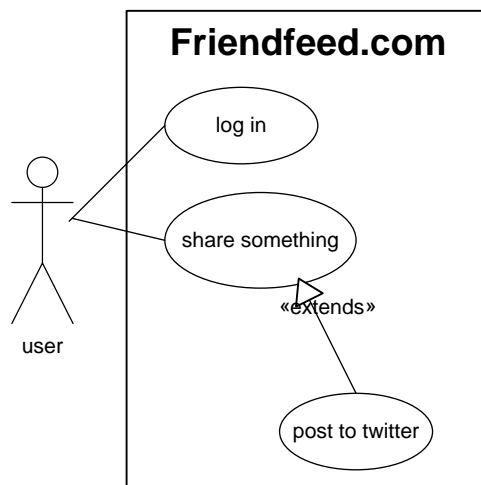 Friendfeed.com
log in
share something
«extends»
user
post to twitter